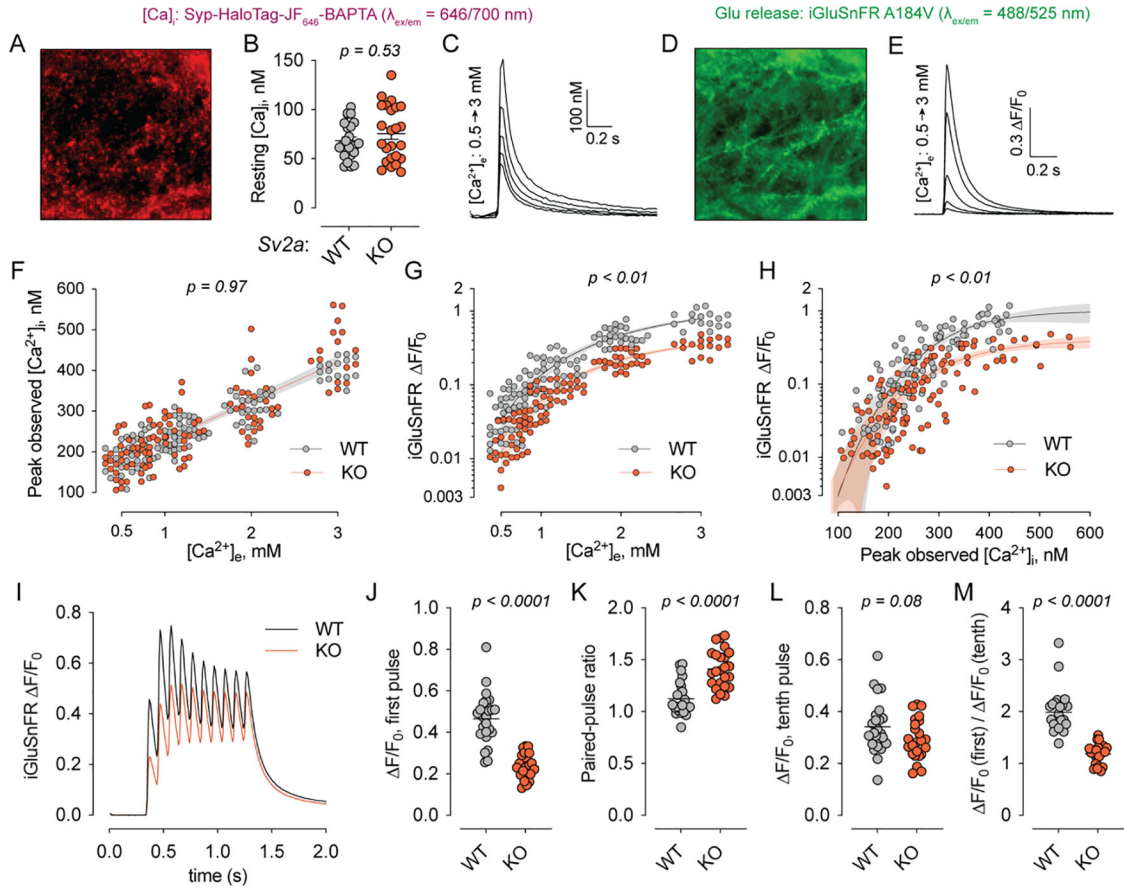 [Ca]i: Syp-HaloTag-JF646-BAPTA (λex/em = 646/700 nm)
Glu release: iGluSnFR A184V (λex/em = 488/525 nm)
A
B
p = 0.53
Resting [Ca]i, nM
150
100
50
0
Sv2a:
WT
KO
C
[Ca2+]e: 0.5 → 3 mM
100 nM
0.2 s
D
E
[Ca2+]e: 0.5 → 3 mM
0.3 ΔF/F0
0.2 s
F
p = 0.97
Peak observed [Ca2+]i, nM
600
500
400
300
200
100
WT
KO
0.5
1
2
3
[Ca2+]e, mM
G
p < 0.01
iGluSnFR ΔF/F0
2
1
0.1
0.01
0.003
WT
KO
0.5
1
2
3
[Ca2+]e, mM
H
p < 0.01
iGluSnFR ΔF/F0
2
1
0.1
0.01
0.003
WT
KO
100
200
300
400
500
600
Peak observed [Ca2+]i, nM
I
iGluSnFR ΔF/F0
0.8
0.6
0.4
0.2
0.0
WT
KO
0.0
0.5
1.0
1.5
2.0
time (s)
J
p < 0.0001
ΔF/F0, first pulse
1.0
0.8
0.6
0.4
0.2
0.0
WT
KO
K
p < 0.0001
Paired-pulse ratio
2.0
1.5
1.0
0.5
0.0
WT
KO
L
p = 0.08
ΔF/F0, tenth pulse
0.8
0.6
0.4
0.2
0.0
WT
KO
M
p < 0.0001
ΔF/F0 (first) / ΔF/F0 (tenth)
4
3
2
1
0
WT
KO